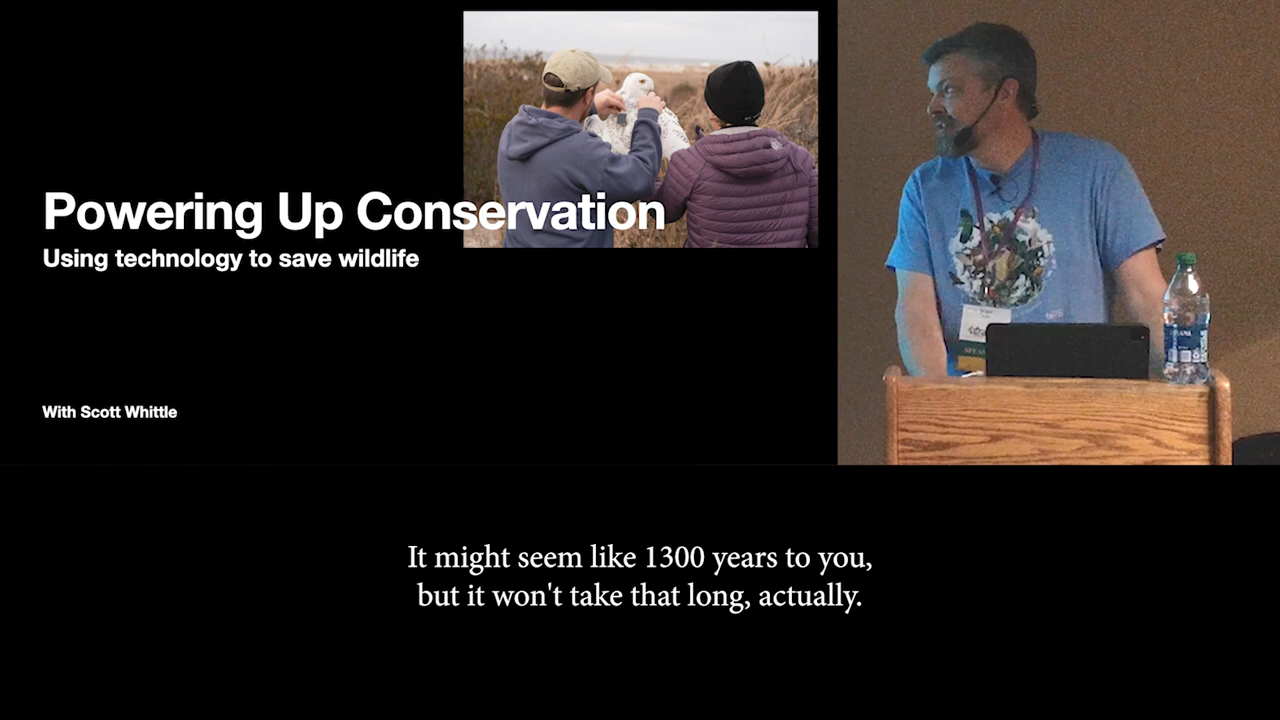 Powering Up Conservation
Using technology to save wildlife
With Scott Whittle
It might seem like 1300 years to you,
but it won't take that long, actually.